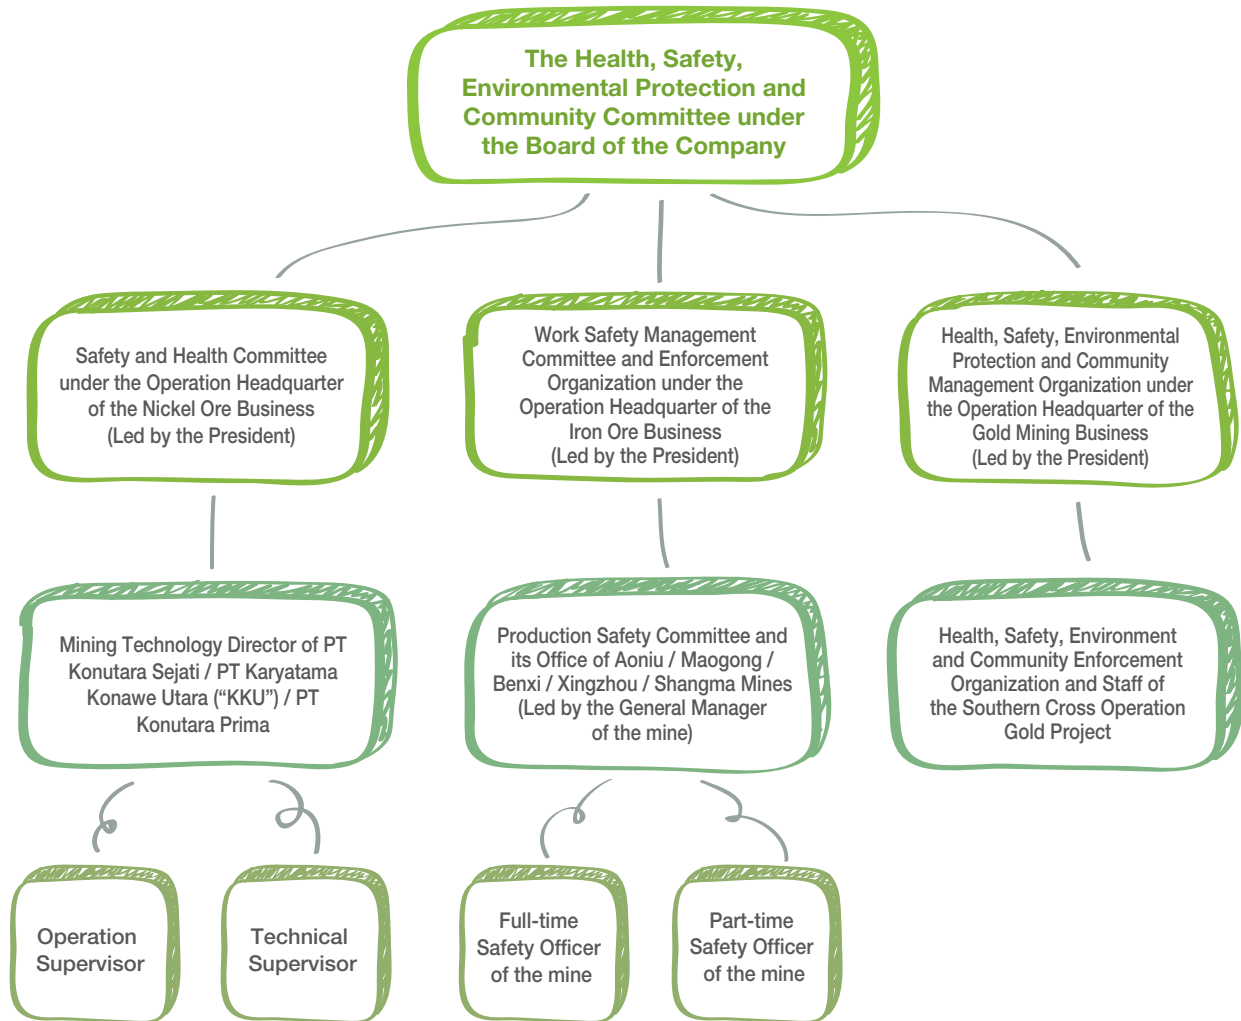 The Health, Safety,
Environmental Protection and
Community Committee under
the Board of the Company
Safety and Health Committee
under the Operation Headquarter
of the Nickel Ore Business
(Led by the President)
Work Safety Management
Committee and Enforcement
Organization under the
Operation Headquarter of the
Iron Ore Business
(Led by the President)
Health, Safety, Environmental
Protection and Community
Management Organization under
the Operation Headquarter of the
Gold Mining Business
(Led by the President)
Mining Technology Director of PT
Konutara Sejati / PT Karyatama
Konawe Utara (“KKU”) / PT
Konutara Prima
Production Safety Committee and
its Office of Aoniu / Maogong /
Benxi / Xingzhou / Shangma Mines
(Led by the General Manager
of the mine)
Health, Safety, Environment
and Community Enforcement
Organization and Staff of
the Southern Cross Operation
Gold Project
Operation
Supervisor
Technical
Supervisor
Full-time
Safety Officer
of the mine
Part-time
Safety Officer
of the mine